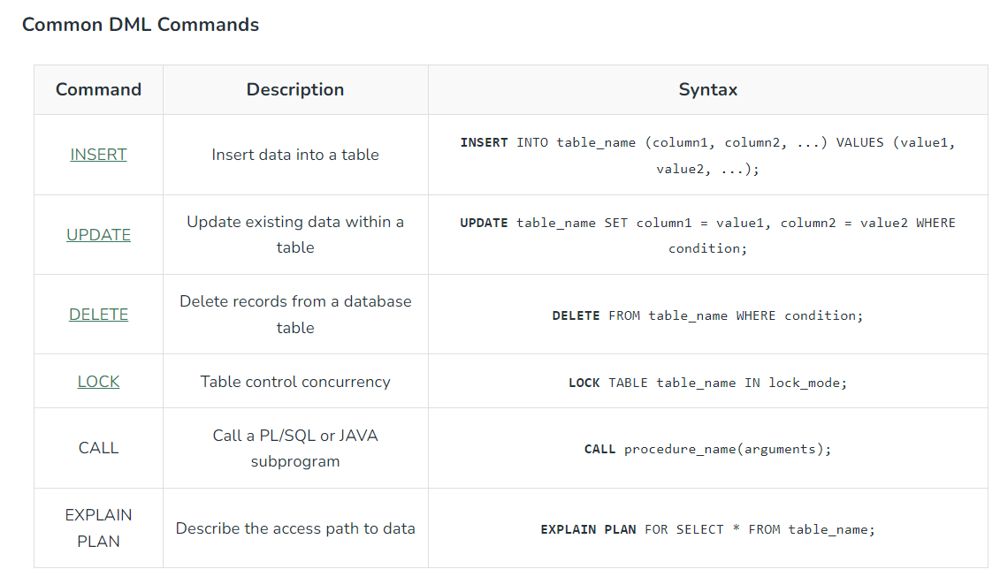 Common DML Commands
Command Description Syntax
INSERT Insert data into a table INSERT INTO table_name (column1, column2, ...) VALUES (value1,
value2, ...);
UPDATE Update existing data within a
table UPDATE table_name SET column1 = value1, column2 = value2 WHERE
condition;
DELETE Delete records from a database
table DELETE FROM table_name WHERE condition;
LOCK Table control concurrency LOCK TABLE table_name IN lock_mode;
CALL Call a PL/SQL or JAVA
subprogram CALL procedure_name(arguments);
EXPLAIN
PLAN Describe the access path to data EXPLAIN PLAN FOR SELECT * FROM table_name;